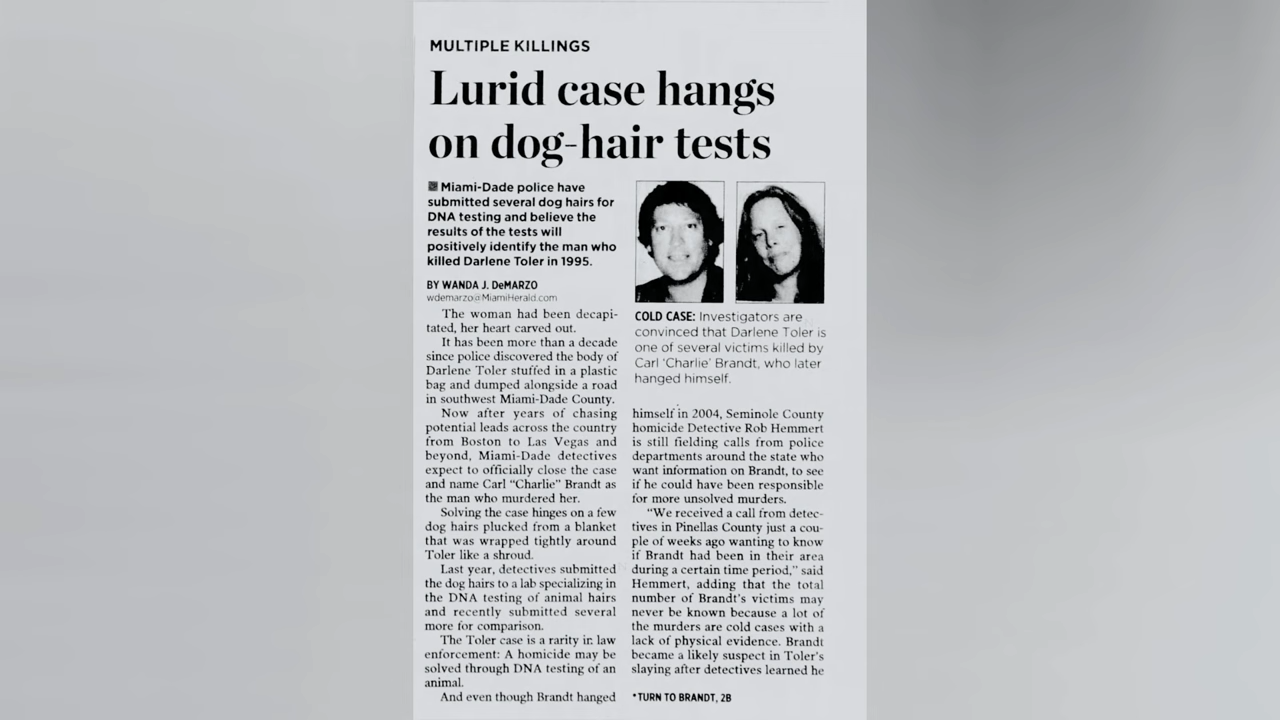 MULTIPLE KILLINGS
Lurid case hangs
on dog-hair tests
Miami-Dade police have
submitted several dog hairs for
DNA testing and believe the
results of the tests will
positively identify the man who
killed Darlene Toler in 1995.
BY WANDA J. DeMARZO
wdemarzo@MiamiHerald.com
The woman had been decapi-
tated, her heart carved out.
It has been more than a decade
since police discovered the body of
Darlene Toler stuffed in a plastic
bag and dumped alongside a road
in southwest Miami-Dade County.
Now after years of chasing
potential leads across the country
from Boston to Las Vegas and
beyond, Miami-Dade detectives
expect to officially close the case
and name Carl “Charlie” Brandt as
the man who murdered her.
Solving the case hinges on a few
dog hairs plucked from a blanket
that was wrapped tightly around
Toler like a shroud.
Last year, detectives submitted
the dog hairs to a lab specializing in
the DNA testing of animal hairs
and recently submitted several
more for comparison.
The Toler case is a rarity in law
enforcement: A homicide may be
solved through DNA testing of an
animal.
And even though Brandt hanged
COLD CASE: Investigators are
convinced that Darlene Toler is
one of several victims killed by
Carl ‘Charlie’ Brandt, who later
hanged himself.
himself in 2004, Seminole County
homicide Detective Rob Hemmert
is still fielding calls from police
departments around the state who
want information on Brandt, to see
if he could have been responsible
for more unsolved murders.
“We received a call from detec-
tives in Pinellas County just a cou-
ple of weeks ago wanting to know
if Brandt had been in their area
during a certain time period,” said
Hemmert, adding that the total
number of Brandt’s victims may
never be known because a lot of
the murders are cold cases with a
lack of physical evidence. Brandt
became a likely suspect in Toler’s
slaying after detectives learned he
*TURN TO BRANDT, 2B